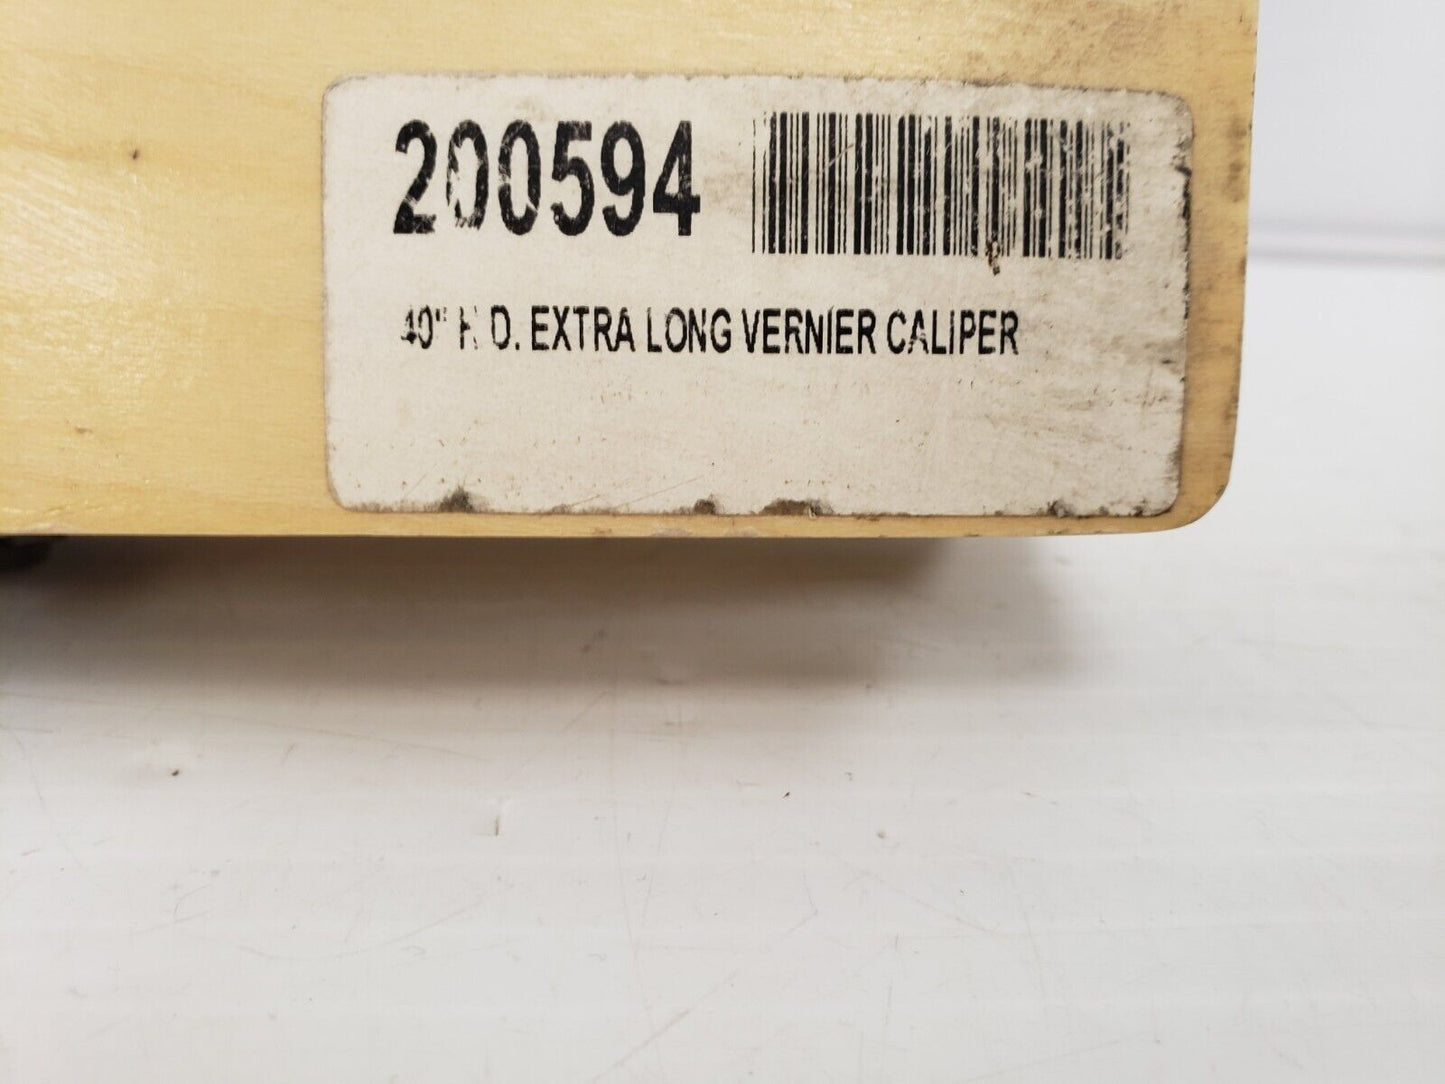 200594
40" H.D. EXTRA LONG VERNIER CALIPER